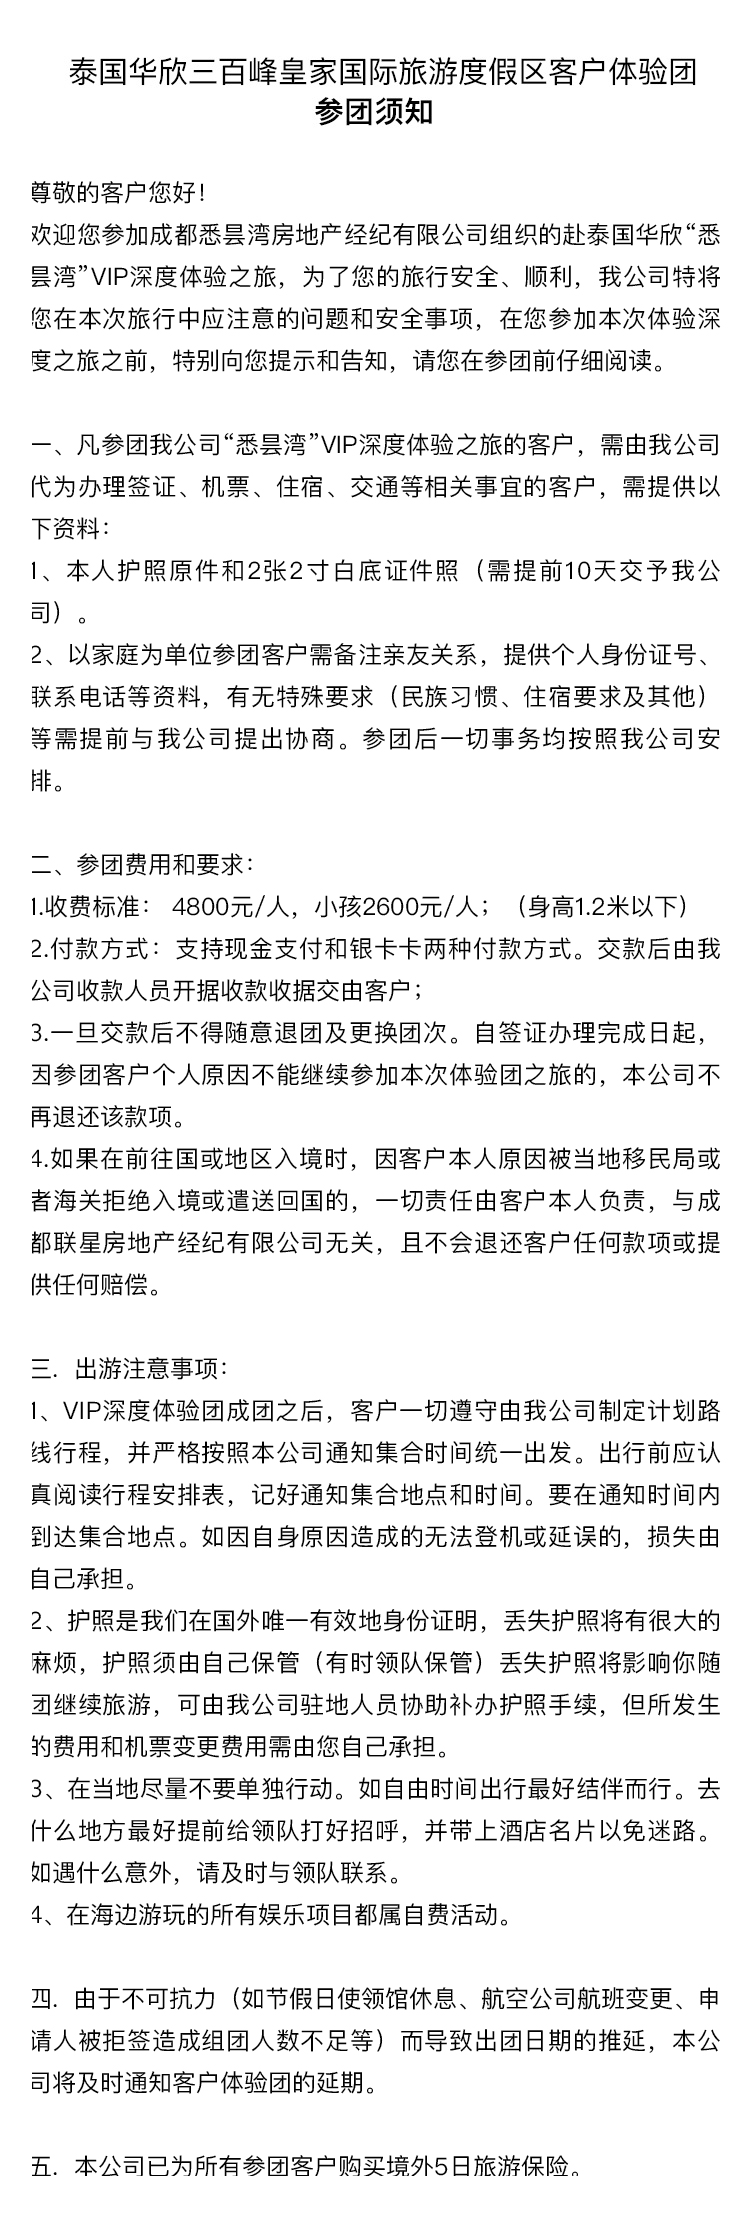 泰国华欣三百峰皇家国际旅游度假区客户体验团
参团须知
尊敬的客户您好！
欢迎您参加成都悉昙湾房地产经纪有限公司组织的赴泰国华欣“悉
昙湾”VIP深度体验之旅，为了您的旅行安全、顺利，我公司特将
您在本次旅行中应注意的问题和安全事项，在您参加本次体验深
度之旅之前，特别向您提示和告知，请您在参团前仔细阅读。
一、凡参团我公司“悉昙湾”VIP深度体验之旅的客户，需由我公司
代为办理签证、机票、住宿、交通等相关事宜的客户，需提供以
下资料：
1、本人护照原件和2张2寸白底证件照（需提前10天交予我公
司）。
2、以家庭为单位参团客户需备注亲友关系，提供个人身份证号、
联系电话等资料，有无特殊要求（民族习惯、住宿要求及其他）
等需提前与我公司提出协商。参团后一切事务均按照我公司安
排。
二、参团费用和要求：
1.收费标准： 4800元/人，小孩2600元/人；（身高1.2米以下）
2.付款方式：支持现金支付和银卡卡两种付款方式。交款后由我
公司收款人员开据收款收据交由客户；
3.一旦交款后不得随意退团及更换团次。自签证办理完成日起，
因参团客户个人原因不能继续参加本次体验团之旅的，本公司不
再退还该款项。
4.如果在前往国或地区入境时，因客户本人原因被当地移民局或
者海关拒绝入境或遣送回国的，一切责任由客户本人负责，与成
都联星房地产经纪有限公司无关，且不会退还客户任何款项或提
供任何赔偿。
三．出游注意事项：
1、VIP深度体验团成团之后，客户一切遵守由我公司制定计划路
线行程，并严格按照本公司通知集合时间统一出发。出行前应认
真阅读行程安排表，记好通知集合地点和时间。要在通知时间内
到达集合地点。如因自身原因造成的无法登机或延误的，损失由
自己承担。
2、护照是我们在国外唯一有效地身份证明，丢失护照将有很大的
麻烦，护照须由自己保管（有时领队保管）丢失护照将影响你随
团继续旅游，可由我公司驻地人员协助补办护照手续，但所发生
的费用和机票变更费用需由您自己承担。
3、在当地尽量不要单独行动。如自由时间出行最好结伴而行。去
什么地方最好提前给领队打好招呼，并带上酒店名片以免迷路。
如遇什么意外，请及时与领队联系。
4、在海边游玩的所有娱乐项目都属自费活动。
四．由于不可抗力（如节假日使领馆休息、航空公司航班变更、申
请人被拒签造成组团人数不足等）而导致出团日期的推延，本公
司将及时通知客户体验团的延期。
五．本公司已为所有参团客户购买境外5日旅游保险。